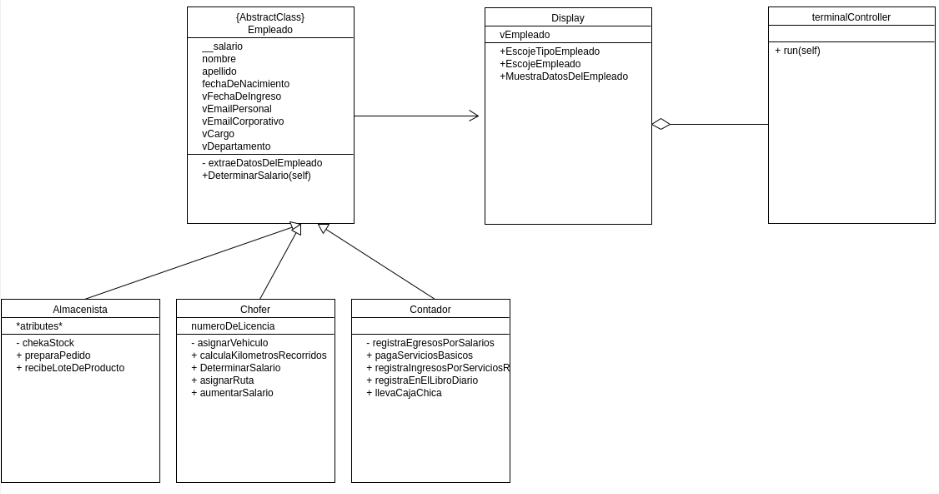 {AbstractClass}
Empleado
__salario
nombre
apellido
fechaDeNacimiento
vFechaDeIngreso
vEmailPersonal
vEmailCorporativo
vCargo
vDepartamento
- extraeDatosDelEmpleado
+DeterminarSalario(self)
Display
vEmpleado
+EscojeTipoEmpleado
+EscojeEmpleado
+MuestraDatosDelEmpleado
terminalController
+ run(self)
Almacenista
*atributes*
- chekaStock
+ preparaPedido
+ recibeLoteDeProducto
Chofer
numeroDeLicencia
- asignarVehiculo
+ calculaKilometrosRecorridos
+ DeterminarSalario
+ asignarRuta
+ aumentarSalario
Contador
- registraEgresosPorSalarios
+ pagaServiciosBasicos
+ registraIngresosPorServiciosR
+ registraEnElLibroDiario
+ llevaCajaChica